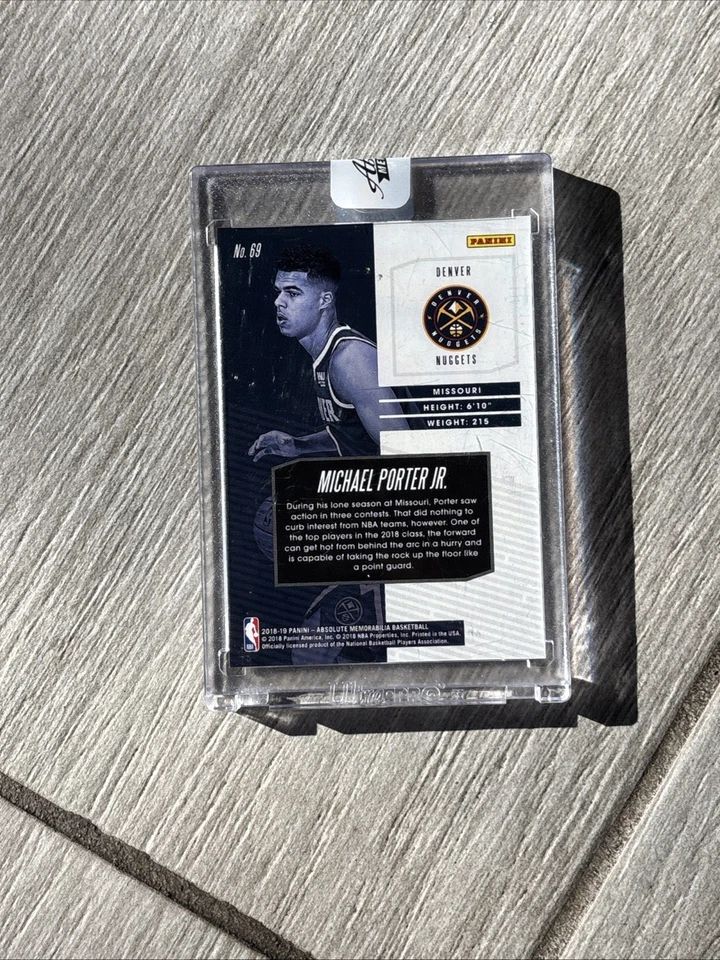 No. 69
PANINI
DENVER
DENVER
NUGGETS
NUGGETS
MISSOURI
HEIGHT: 6'10"
WEIGHT: 215
MICHAEL PORTER JR.
During his lone season at Missouri, Porter saw
action in three contests. That did nothing to
curb interest from NBA teams, however. One of
the top players in the 2018 class, the forward
can get hot from behind the arc in a hurry and
is capable of taking the rock up the floor like
a point guard.
2018-19 PANINI – ABSOLUTE MEMORABILIA BASKETBALL
© 2018 Panini America, Inc. © 2018 NBA Properties, Inc. Printed in the USA.
Officially licensed product of the National Basketball Players Association.
Ultra PRO